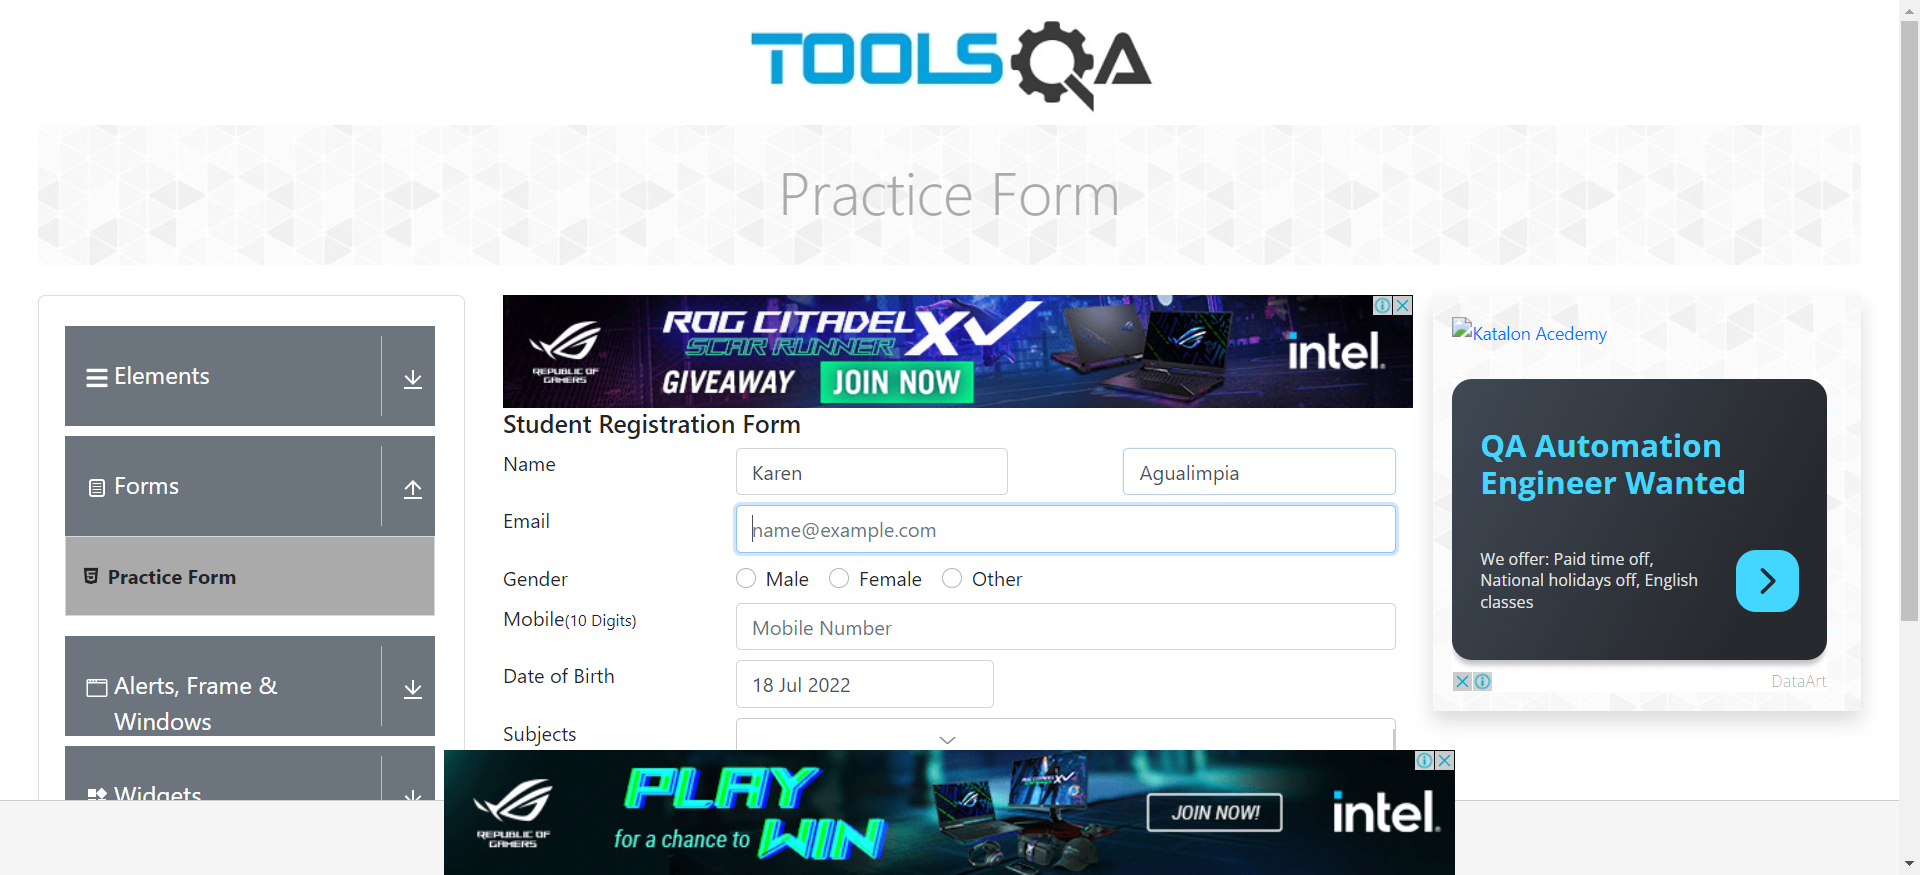 TOOLSQA
Practice Form
Elements
Forms
Practice Form
Alerts, Frame &
Windows
Widgets
REPUBLIC OF
GAMERS
ROG CITADEL XV
SCAR RUNNER
GIVEAWAY JOIN NOW
intel.
Student Registration Form
Name
Karen
Agualimpia
Email
name@example.com
Gender
Male
Female
Other
Mobile(10 Digits)
Mobile Number
Date of Birth
18 Jul 2022
Subjects
Katalon Acedemy
QA Automation
Engineer Wanted
We offer: Paid time off,
National holidays off, English
classes
DataArt
REPUBLIC OF
GAMERS
PLAY
for a chance to WIN
ROG CITADEL XV
JOIN NOW!
intel.